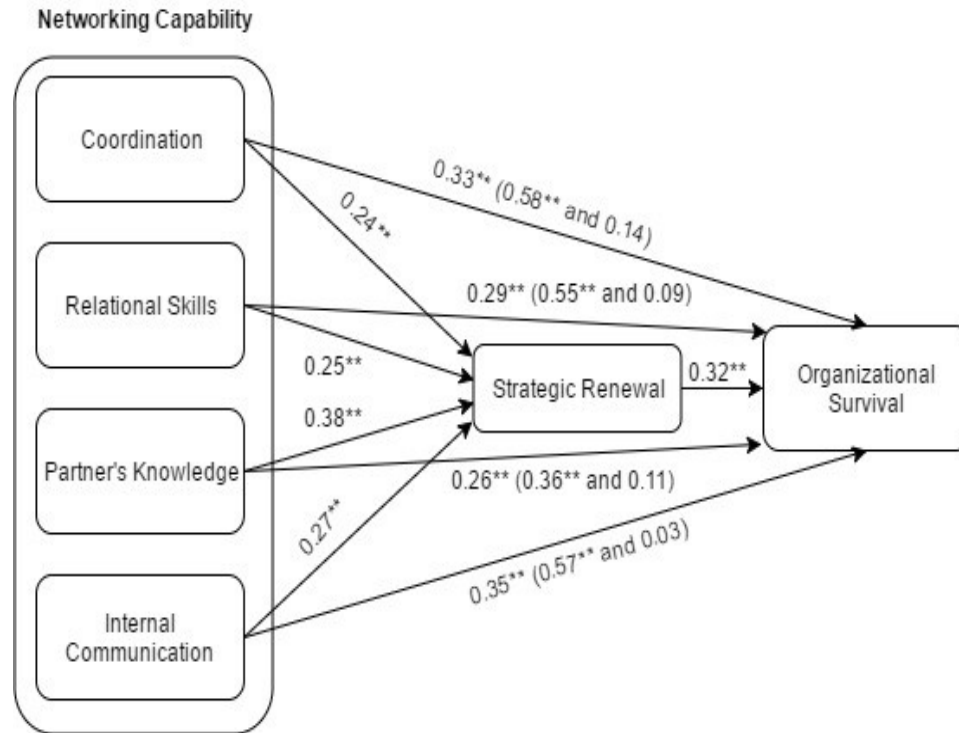 Networking Capability
Coordination
0.33** (0.58** and 0.14)
0.24**
Relational Skills
0.29** (0.55** and 0.09)
0.25**
Strategic Renewal
0.32**
Organizational
Survival
0.38**
Partner's Knowledge
0.26** (0.36** and 0.11)
0.27**
0.35** (0.57** and 0.03)
Internal
Communication